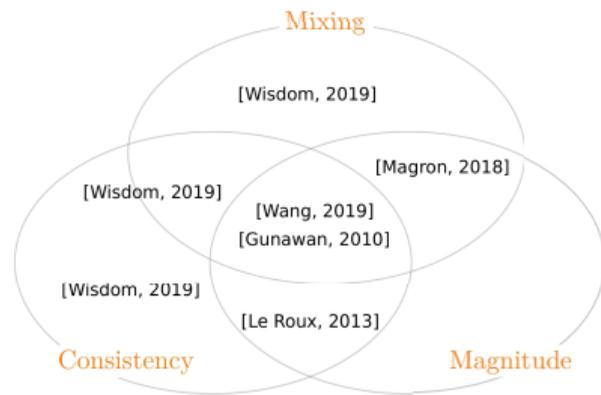 Mixing
[Wisdom, 2019]
[Magron, 2018]
[Wisdom, 2019]
[Wang, 2019]
[Gunawan, 2010]
[Wisdom, 2019]
[Le Roux, 2013]
Consistency
Magnitude